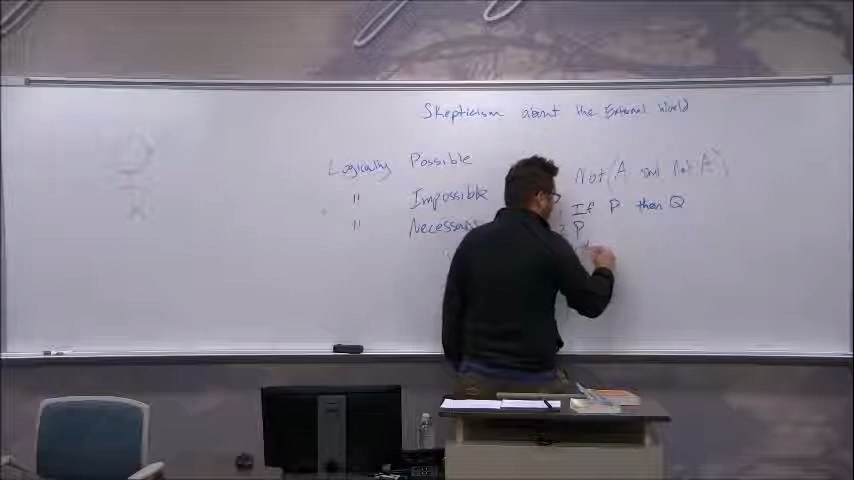 Skepticism about the External World
Logically Possible
" Impossible
" Necessary
Not (A and Not A)
If P then Q
P